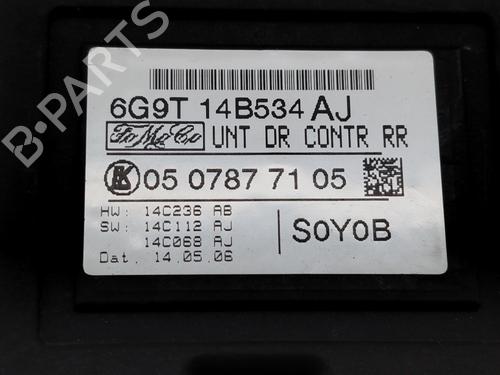 6G9T 14B534 AJ
FoMoCo UNT DR CONTR RR
K 05 0787 71 05
HW: 14C236 AB
SW: 14C112 AJ
14C068 AJ
Dat. 14.05.06
S0Y0B
B-Parts